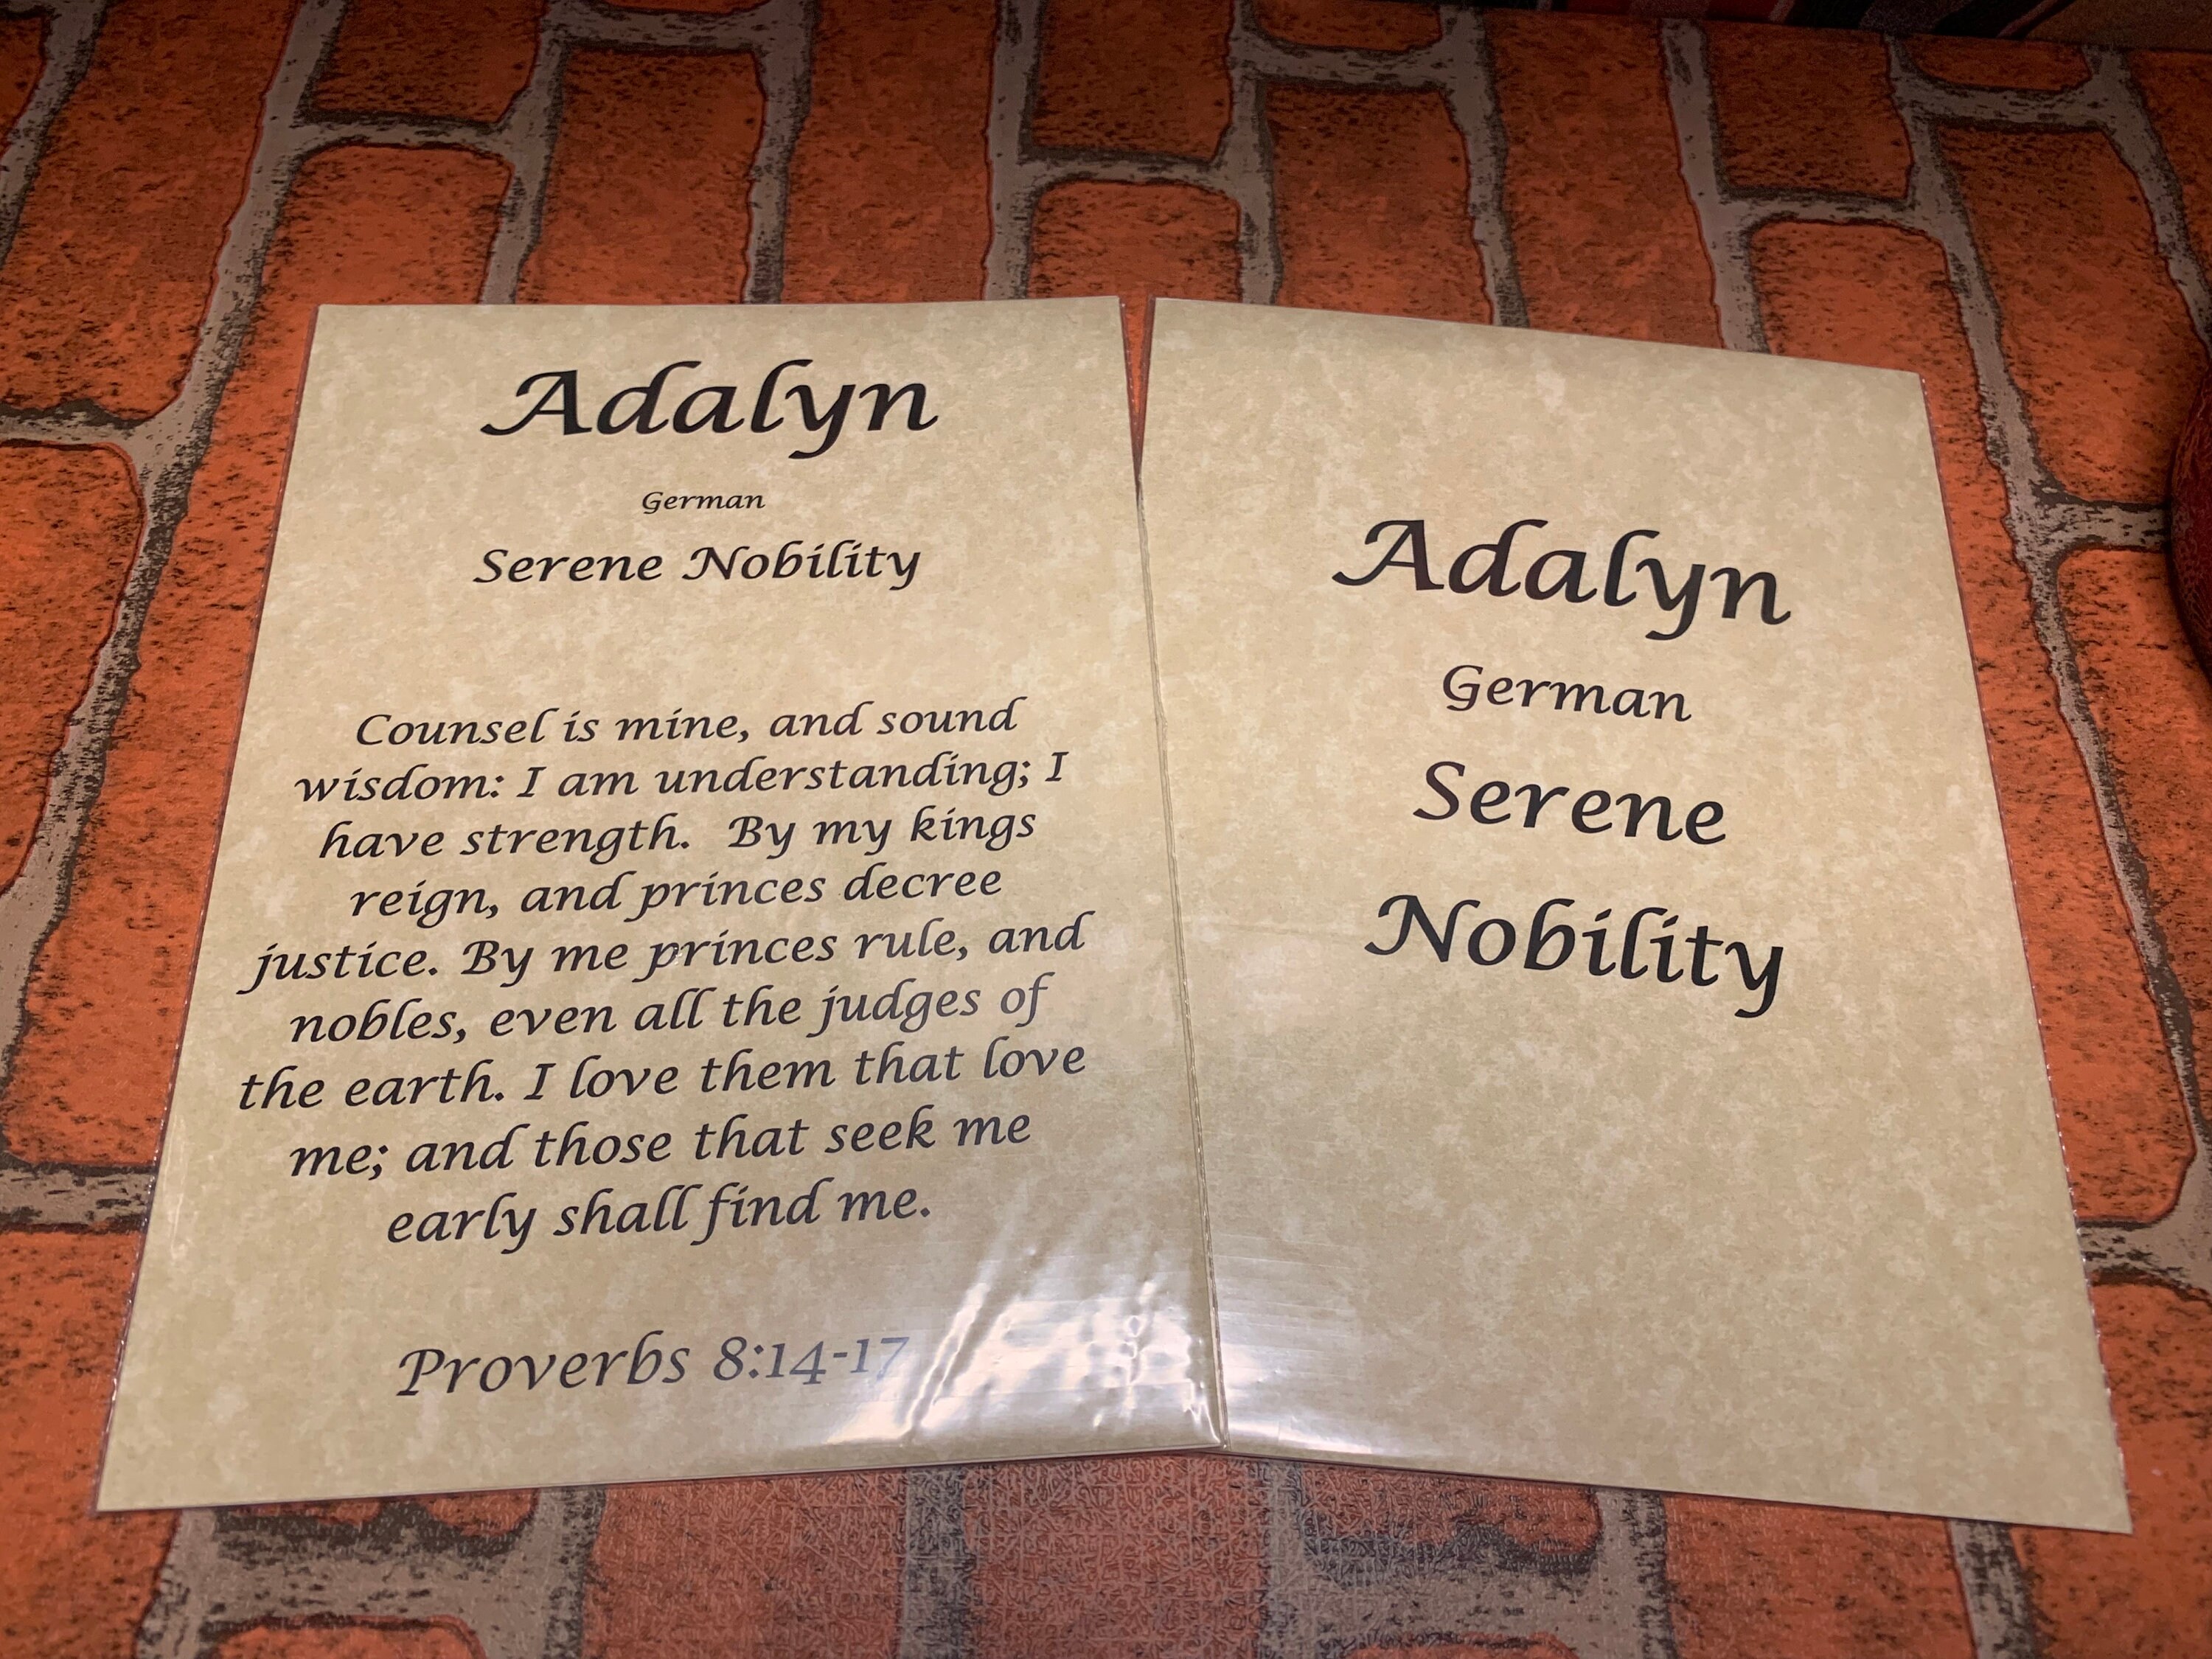 Adalyn
German
Serene Nobility
Counsel is mine, and sound
wisdom: I am understanding; I
have strength. By my kings
reign, and princes decree
justice. By me princes rule, and
nobles, even all the judges of
the earth. I love them that love
me; and those that seek me
early shall find me.
Proverbs 8:14-17
Adalyn
German
Serene
Nobility